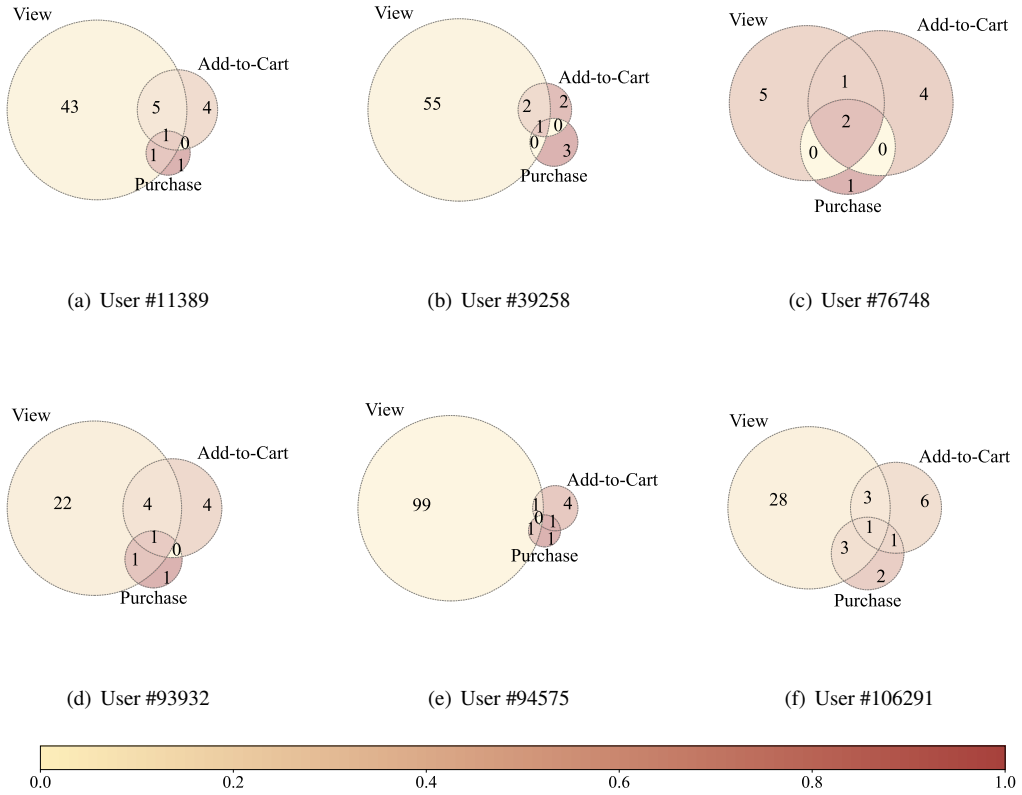 View
Add-to-Cart
43
5
4
1
0
1
1
Purchase
(a) User #11389
View
Add-to-Cart
55
2
2
1
0
0
3
Purchase
(b) User #39258
View
Add-to-Cart
5
1
4
2
0
0
1
Purchase
(c) User #76748
View
Add-to-Cart
22
4
4
1
0
1
1
Purchase
(d) User #93932
View
Add-to-Cart
99
1
4
0
1
1
1
Purchase
(e) User #94575
View
Add-to-Cart
28
3
6
1
1
3
2
Purchase
(f) User #106291
0.0 0.2 0.4 0.6 0.8 1.0